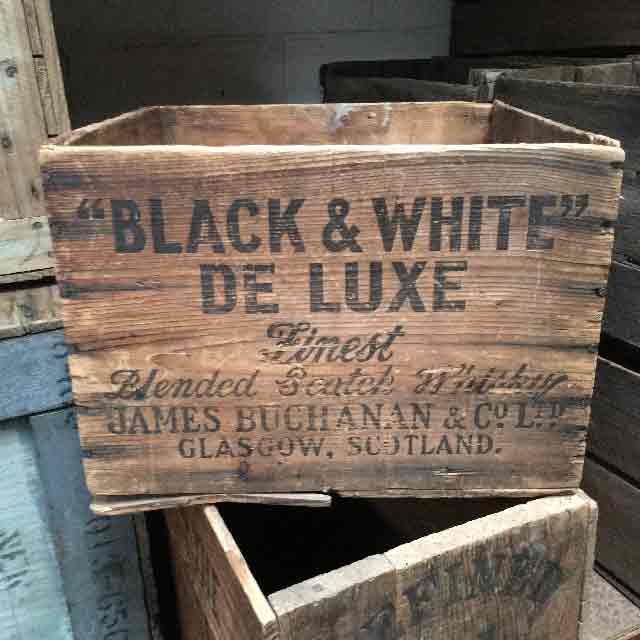 "BLACK & WHITE"
DE LUXE
Finest
Blended Scotch Whisky
JAMES BUCHANAN & Co. LTD
GLASGOW, SCOTLAND.